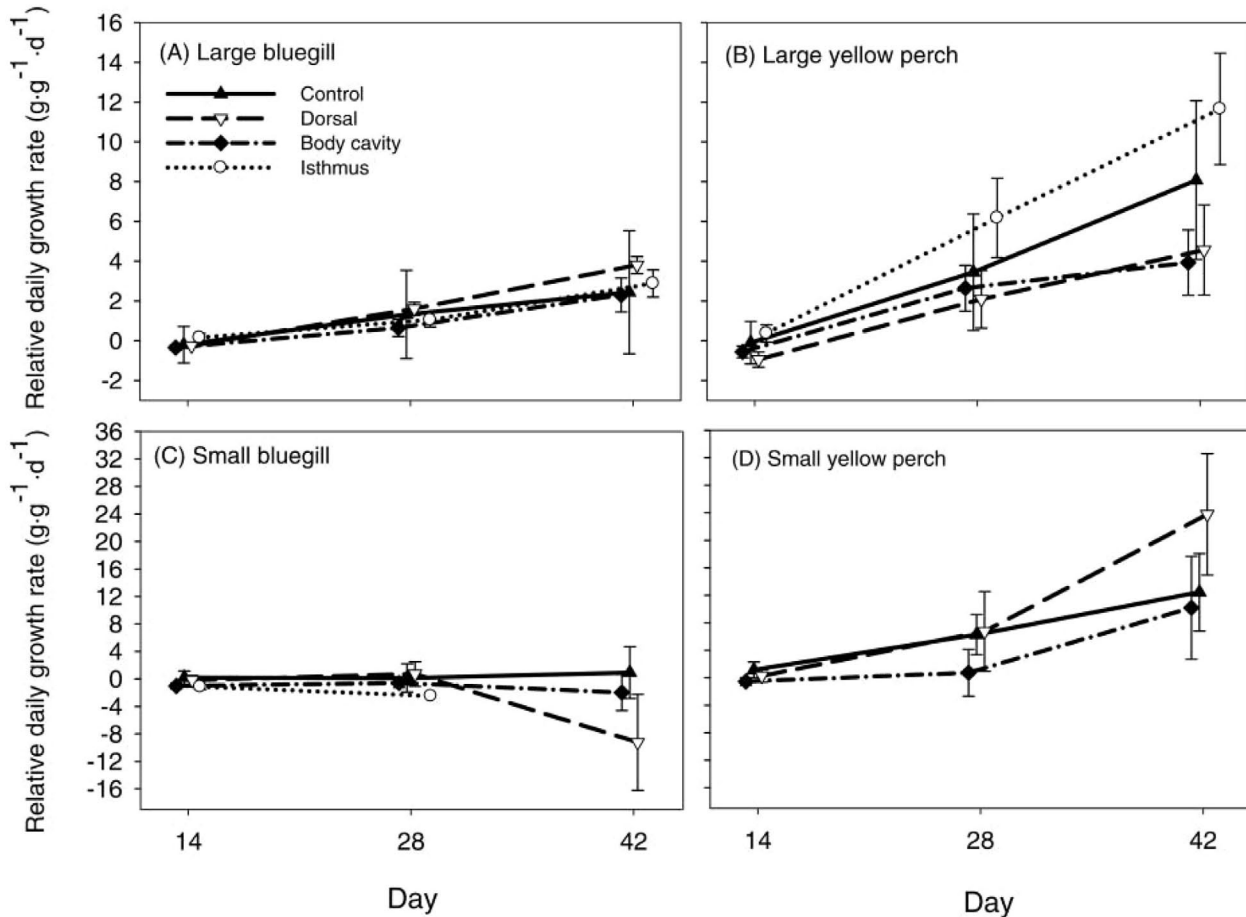 Relative daily growth rate (g·g⁻¹·d⁻¹)
16
14
12
10
8
6
4
2
0
-2
(A) Large bluegill
Control
Dorsal
Body cavity
Isthmus
(B) Large yellow perch
Relative daily growth rate (g·g⁻¹·d⁻¹)
36
32
28
24
20
16
12
8
4
0
-4
-8
-12
-16
(C) Small bluegill
(D) Small yellow perch
14 28 42
14 28 42
Day
Day